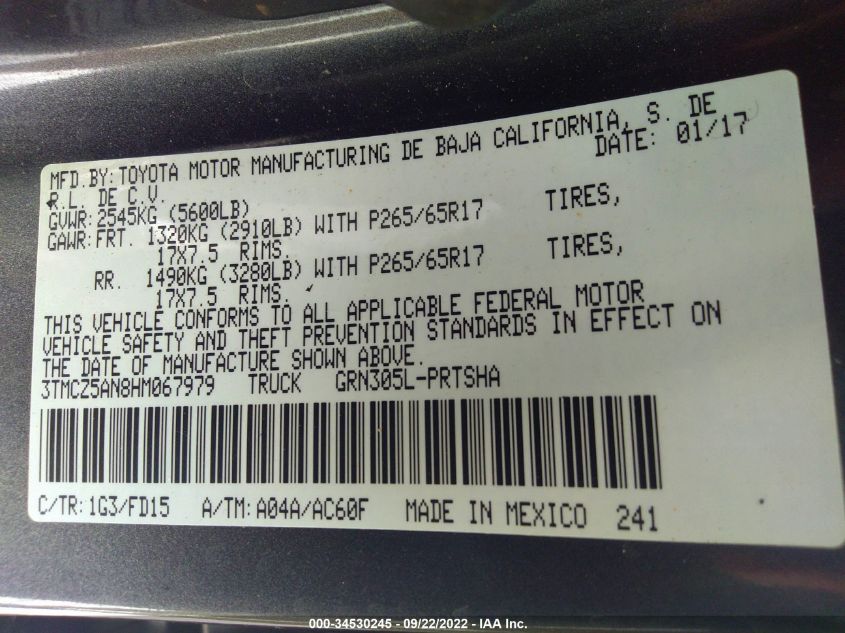 MFD.BY:TOYOTA MOTOR MANUFACTURING DE BAJA CALIFORNIA, S. DE
R.L. DE C.V. DATE: 01/17
GVWR:2545KG (5600LB)
GAWR:FRT. 1320KG (2910LB) WITH P265/65R17 TIRES,
17X7.5 RIMS.
RR. 1490KG (3280LB) WITH P265/65R17 TIRES,
17X7.5 RIMS.
THIS VEHICLE CONFORMS TO ALL APPLICABLE FEDERAL MOTOR
VEHICLE SAFETY AND THEFT PREVENTION STANDARDS IN EFFECT ON
THE DATE OF MANUFACTURE SHOWN ABOVE.
3TMCZ5AN8HM067979 TRUCK GRN305L-PRTSHA
C/TR:1G3/FD15 A/TM:A04A/AC60F MADE IN MEXICO 241
000-34530245 - 09/22/2022 - IAA Inc.